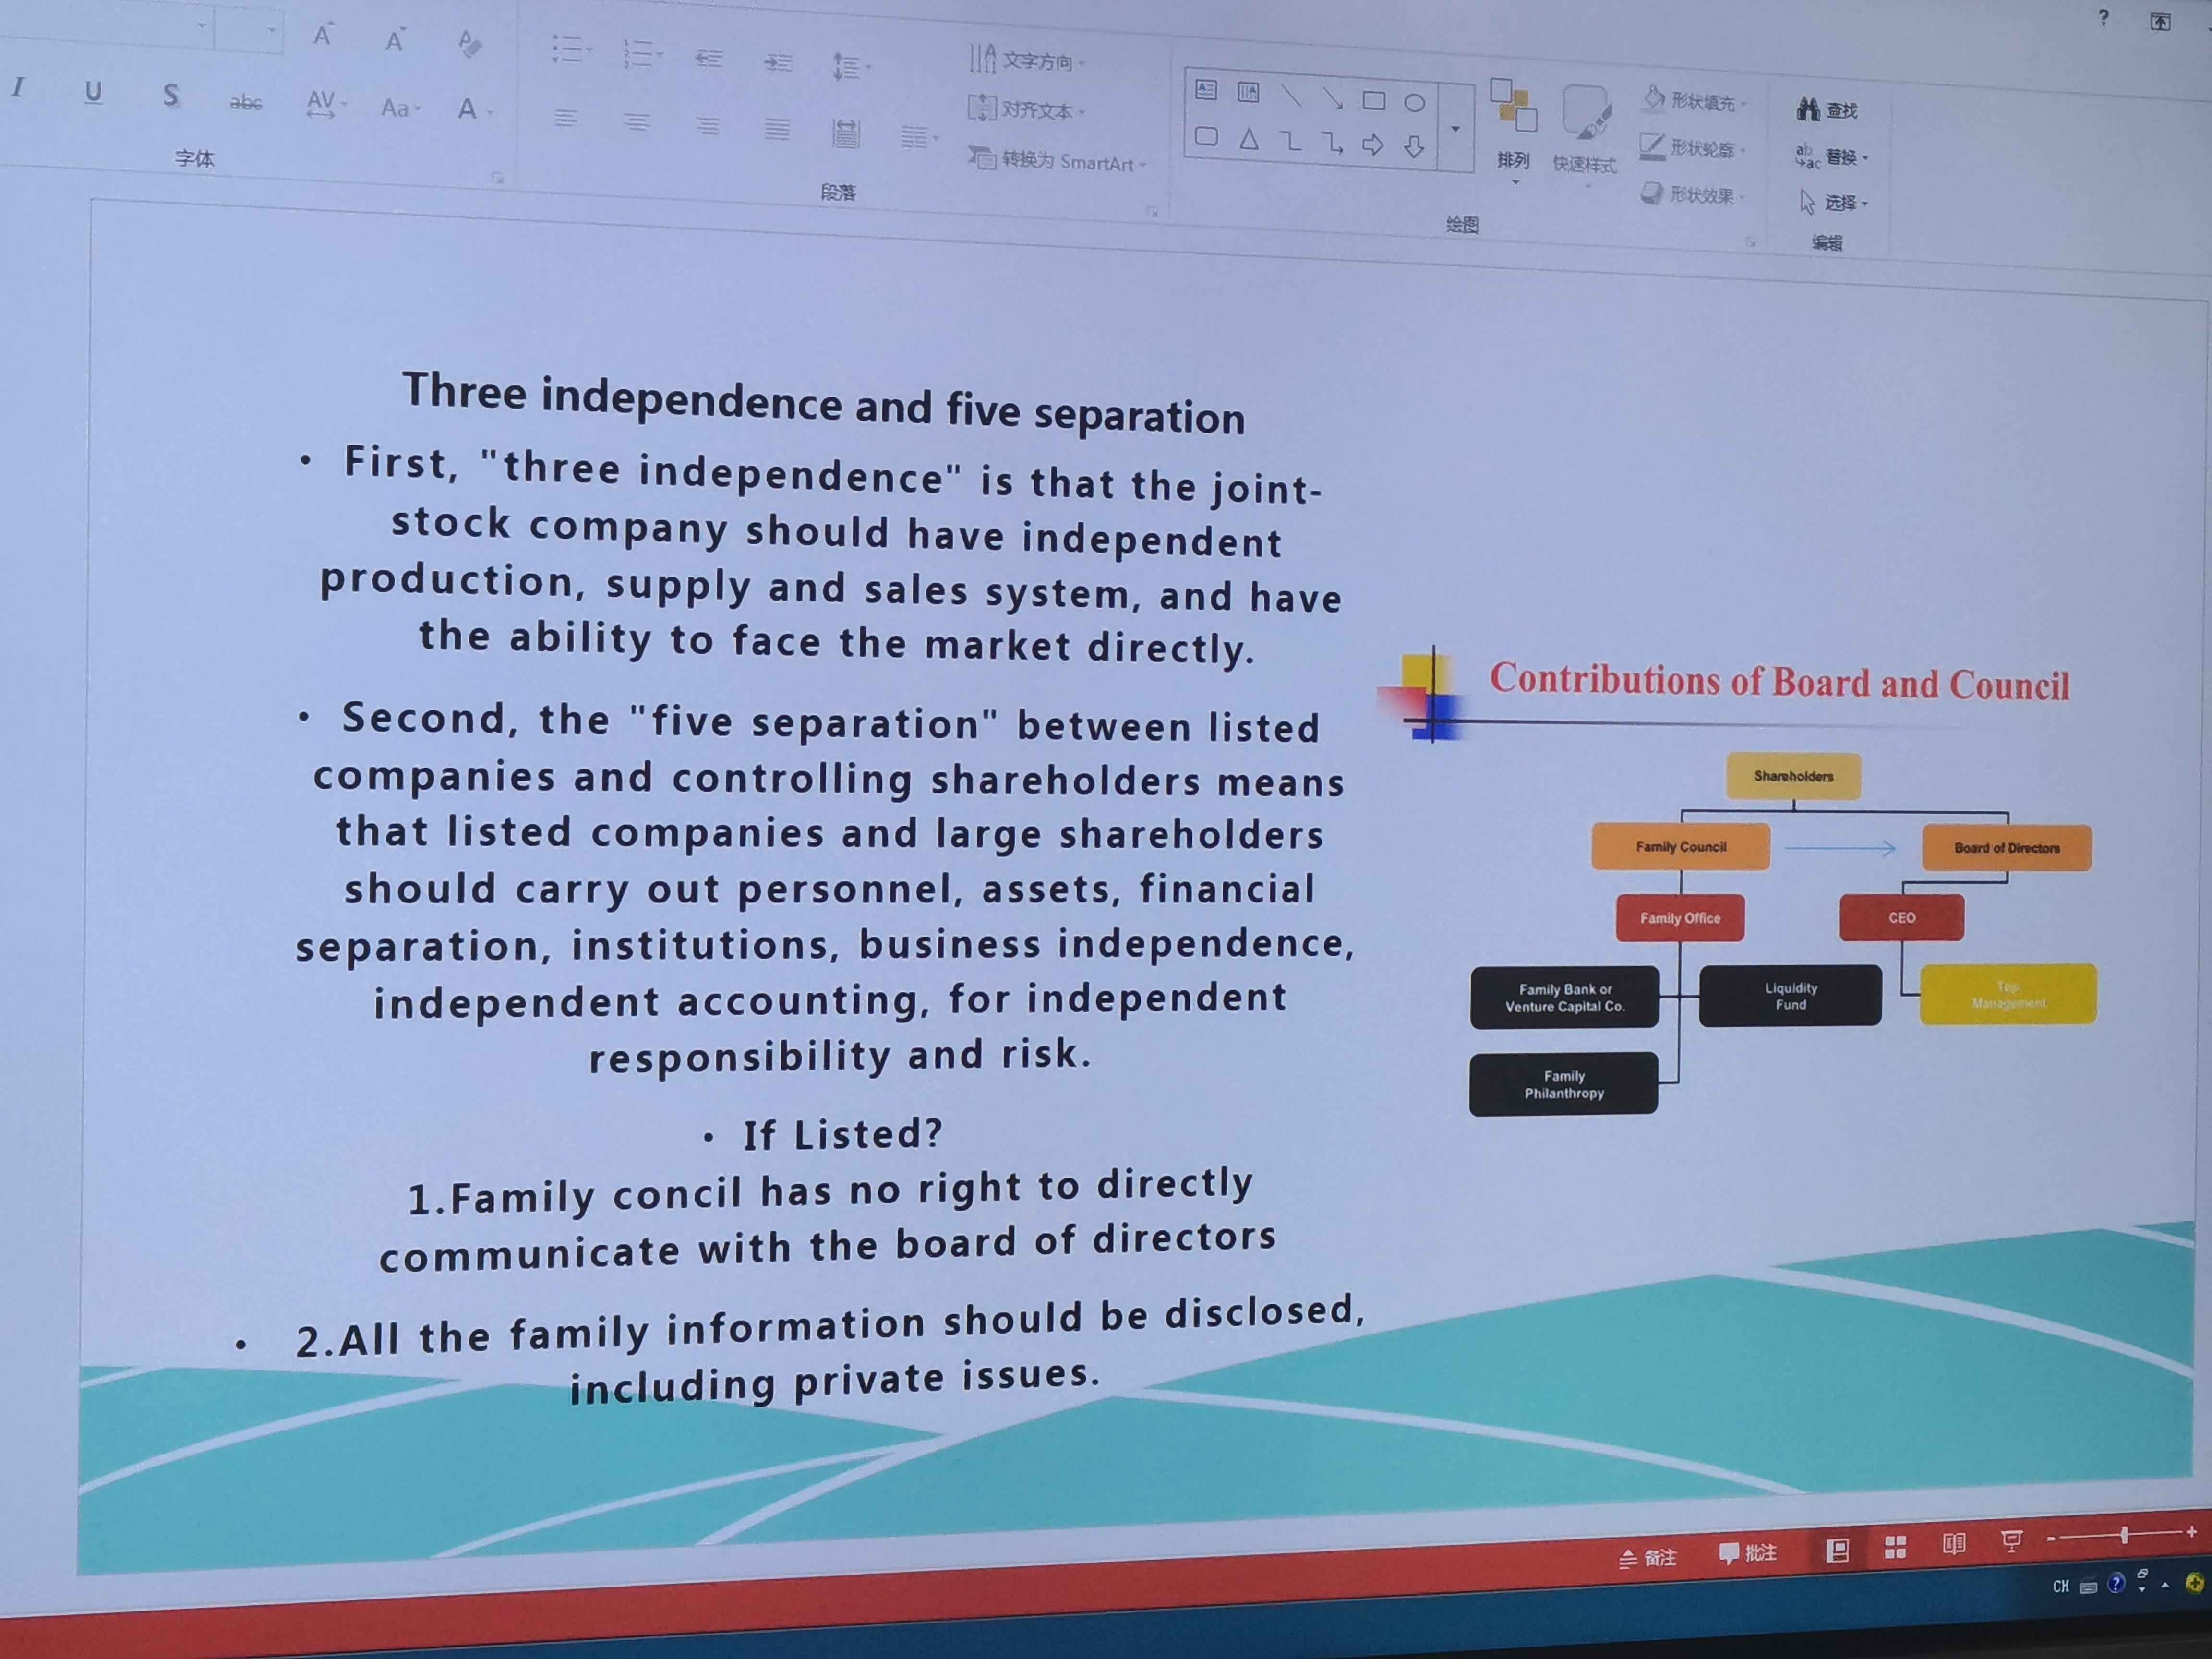 文字方向
对齐文本
转换为 SmartArt
字体
段落
排列
快速样式
形状填充
形状轮廓
形状效果
绘图
查找
替换
选择
编辑
Three independence and five separation
• First, "three independence" is that the joint-
stock company should have independent
production, supply and sales system, and have
the ability to face the market directly.
• Second, the "five separation" between listed
companies and controlling shareholders means
that listed companies and large shareholders
should carry out personnel, assets, financial
separation, institutions, business independence,
independent accounting, for independent
responsibility and risk.
• If Listed?
1.Family concil has no right to directly
communicate with the board of directors
• 2.All the family information should be disclosed,
including private issues.
Contributions of Board and Council
Shareholders
Family Council
Board of Directors
Family Office
CEO
Family Bank or
Venture Capital Co.
Liquidity
Fund
Top
Management
Family
Philanthropy
备注
批注
CH